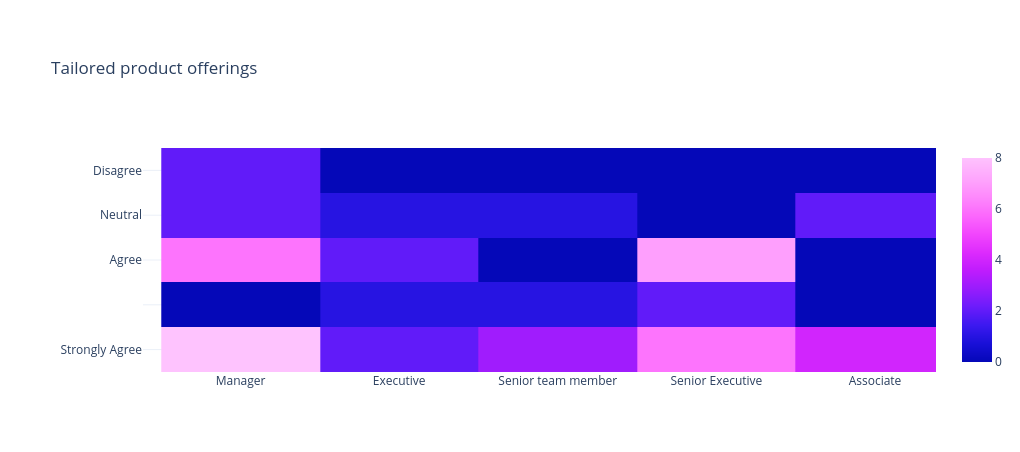 Tailored product offerings
Disagree
Neutral
Agree
Strongly Agree
Manager
Executive
Senior team member
Senior Executive
Associate
8
6
4
2
0